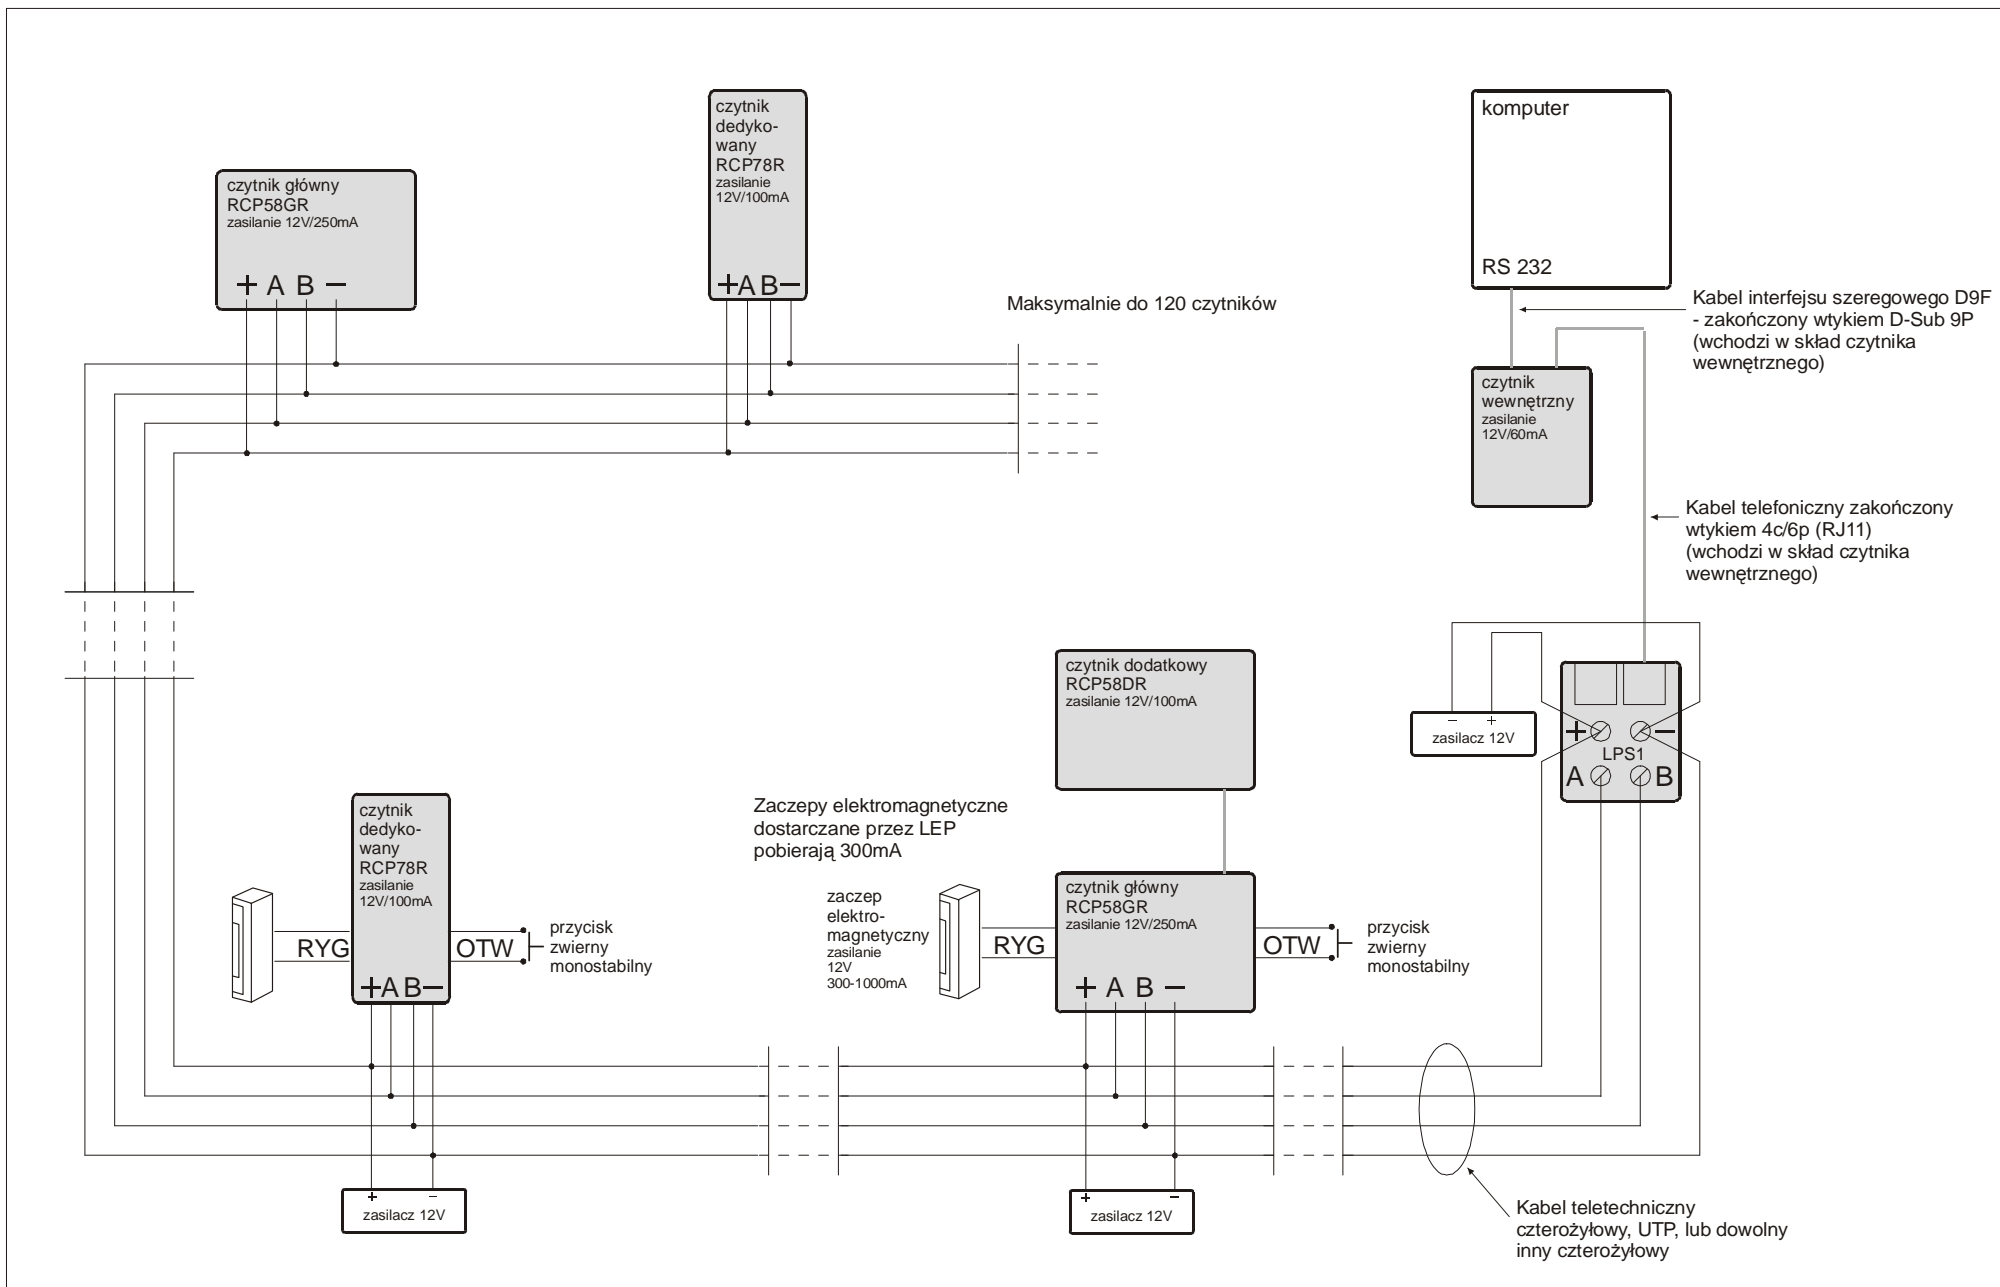 czytnik
dedyko-
wany
RCP78R
zasilanie
12V/100mA
+ A B −
czytnik główny
RCP58GR
zasilanie 12V/250mA
+ A B −
Maksymalnie do 120 czytników
komputer
RS 232
Kabel interfejsu szeregowego D9F
- zakończony wtykiem D-Sub 9P
(wchodzi w skład czytnika
wewnętrznego)
czytnik
wewnętrzny
zasilanie
12V/60mA
Kabel telefoniczny zakończony
wtykiem 4c/6p (RJ11)
(wchodzi w skład czytnika
wewnętrznego)
czytnik dodatkowy
RCP58DR
zasilanie 12V/100mA
− +
zasilacz 12V
+ −
LPS1
A B
czytnik
dedyko-
wany
RCP78R
zasilanie
12V/100mA
RYG
OTW
przycisk
zwierny
monostabilny
+ A B −
Zaczepy elektromagnetyczne
dostarczane przez LEP
pobierają 300mA
zaczep
elektro-
magnetyczny
zasilanie
12V
300-1000mA
RYG
czytnik główny
RCP58GR
zasilanie 12V/250mA
OTW
przycisk
zwierny
monostabilny
+ A B −
+ −
zasilacz 12V
+ −
zasilacz 12V
Kabel teletechniczny
czterożyłowy, UTP, lub dowolny
inny czterożyłowy